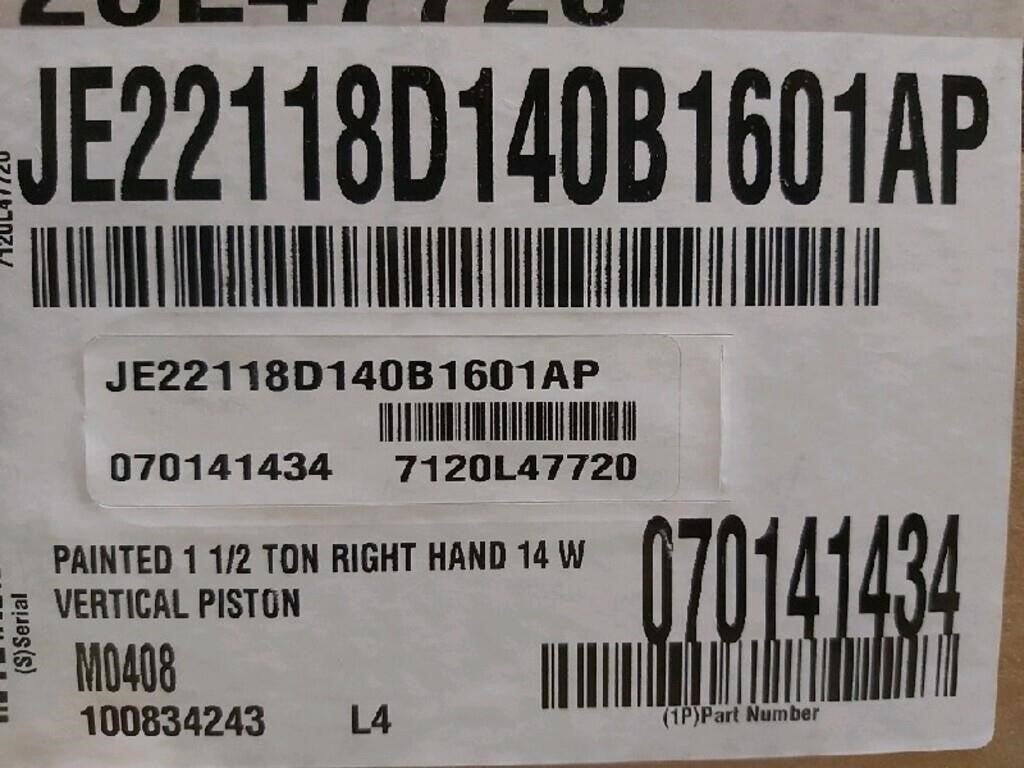 JE22118D140B1601AP
7120L47720
JE22118D140B1601AP
070141434 7120L47720
PAINTED 1 1/2 TON RIGHT HAND 14 W
VERTICAL PISTON
070141434
M0408
100834243 L4
(1P)Part Number
(S)Serial